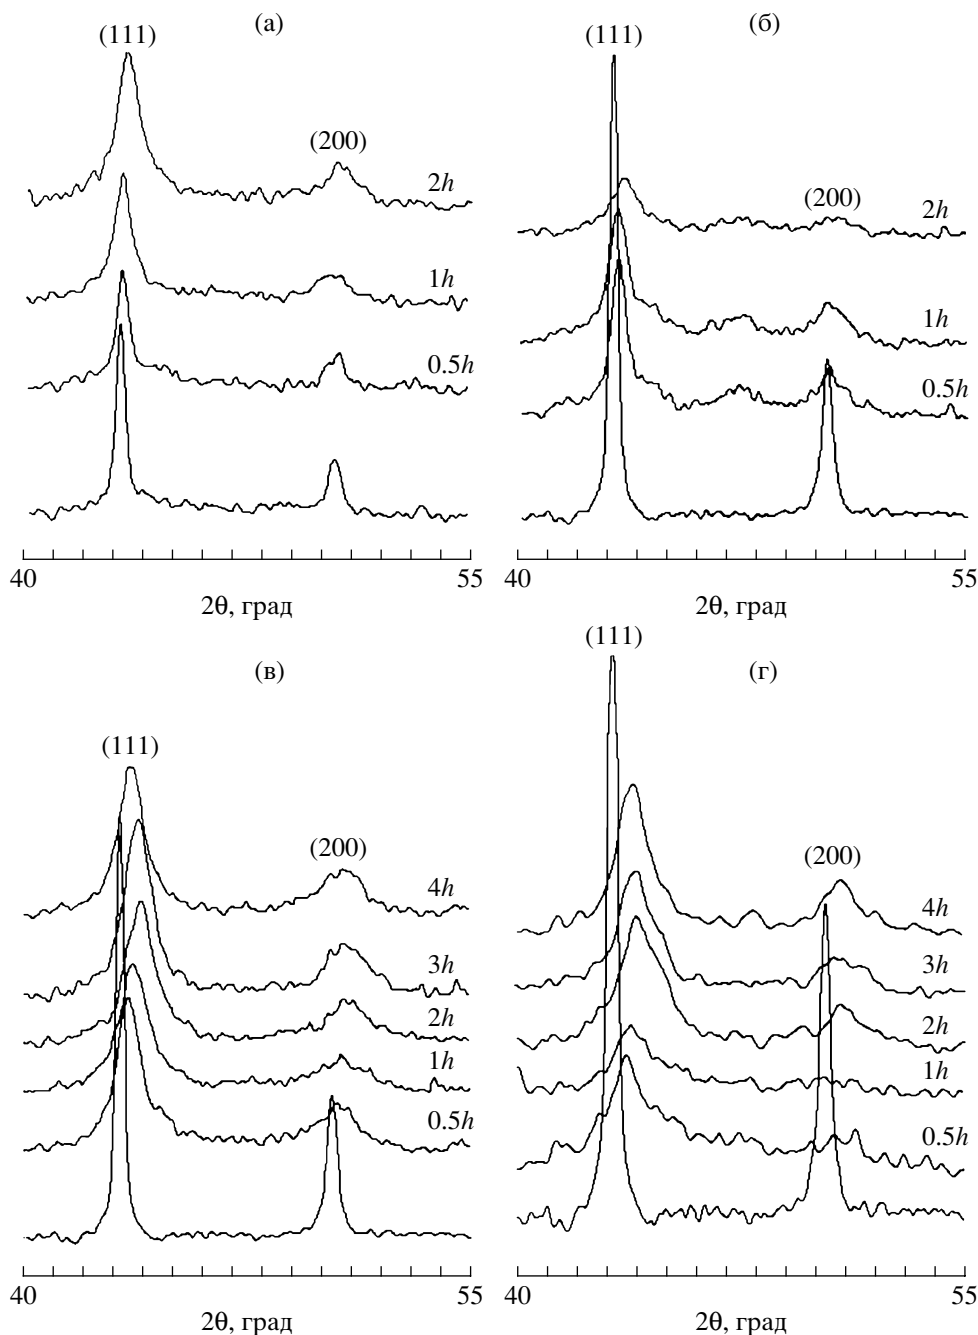 (а)
(111)
(200)
2h
1h
0.5h
40
55
2θ, град
(б)
(111)
(200)
2h
1h
0.5h
40
55
2θ, град
(в)
(111)
(200)
4h
3h
2h
1h
0.5h
40
55
2θ, град
(г)
(111)
(200)
4h
3h
2h
1h
0.5h
40
55
2θ, град